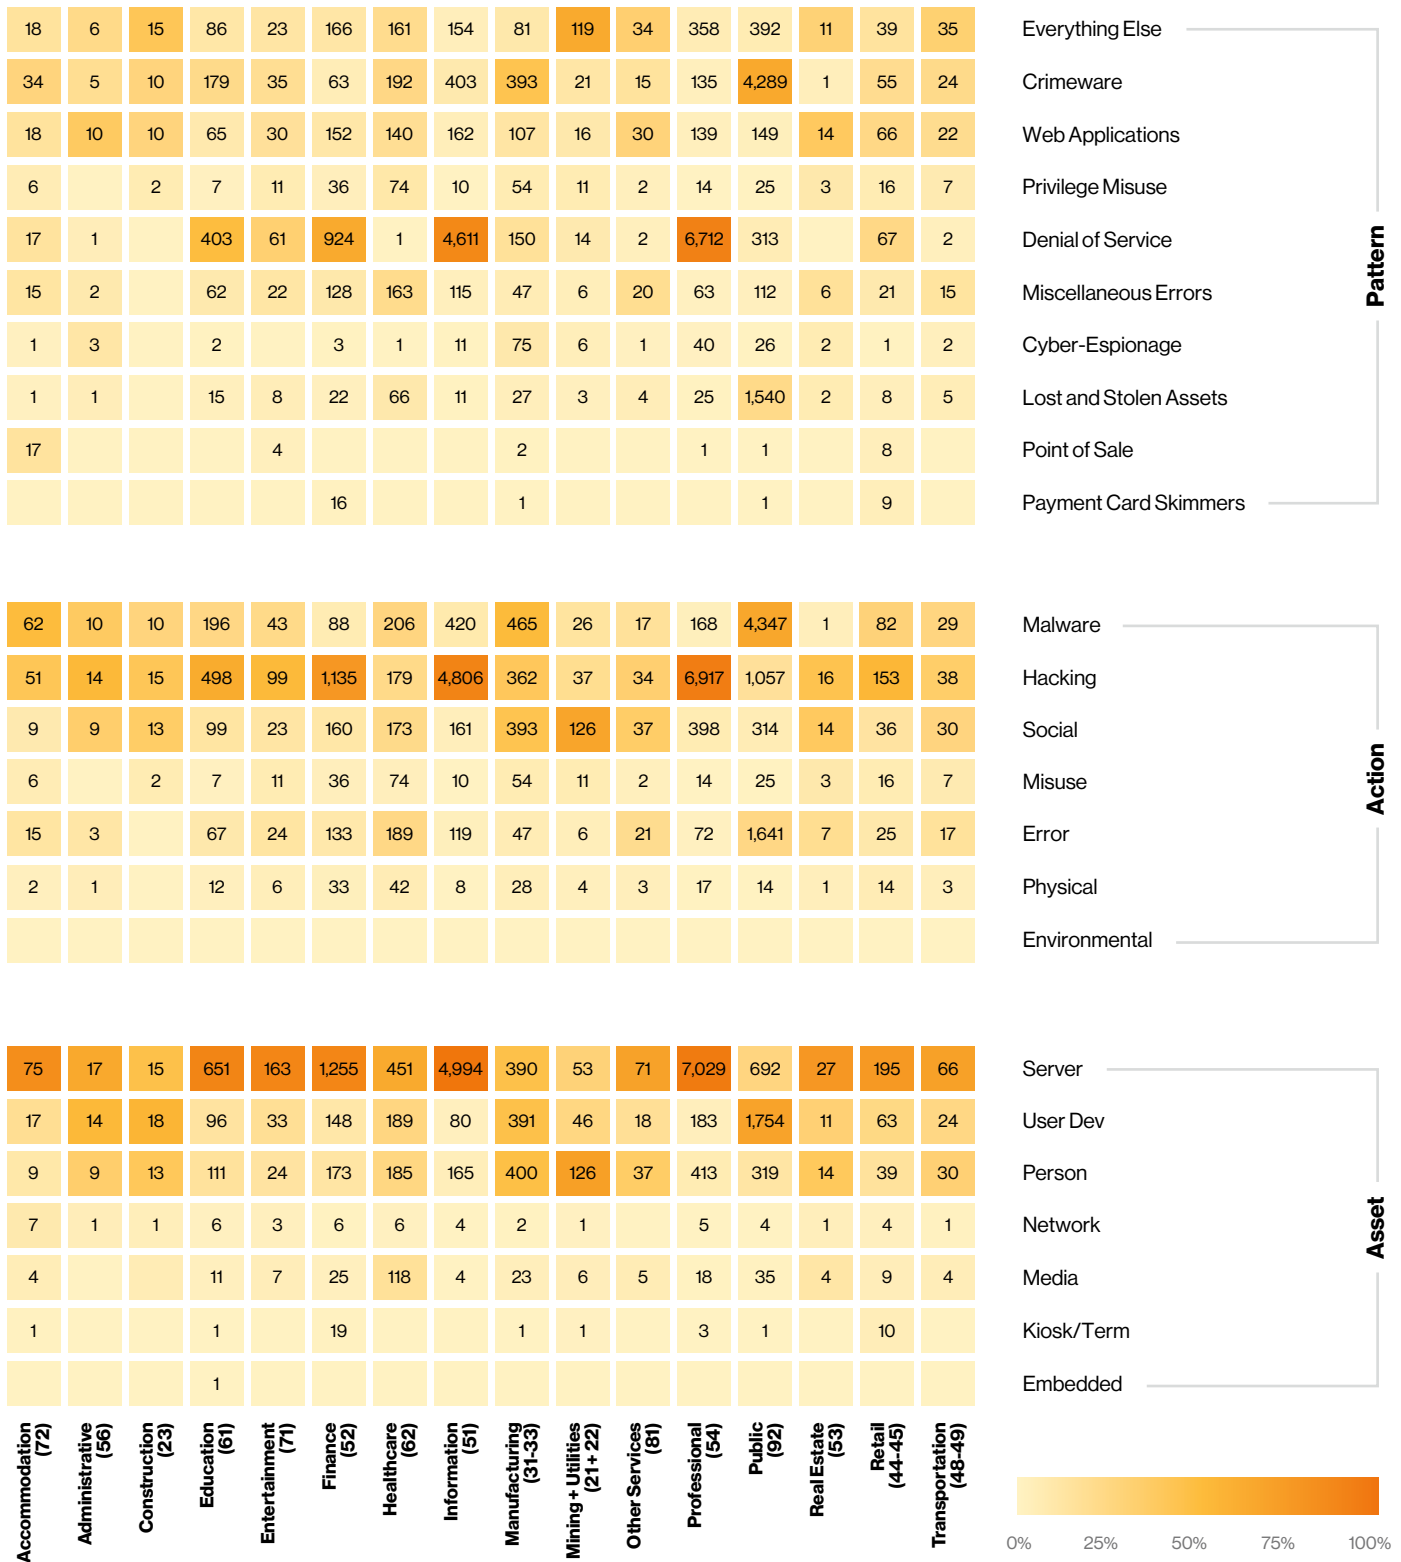 18 6 15 86 23 166 161 154 81 119 34 358 392 11 39 35 Everything Else
34 5 10 179 35 63 192 403 393 21 15 135 4,289 1 55 24 Crimeware
18 10 10 65 30 152 140 162 107 16 30 139 149 14 66 22 Web Applications
6 2 7 11 36 74 10 54 11 2 14 25 3 16 7 Privilege Misuse
17 1 403 61 924 1 4,611 150 14 2 6,712 313 67 2 Denial of Service
15 2 62 22 128 163 115 47 6 20 63 112 6 21 15 Miscellaneous Errors
1 3 2 3 1 11 75 6 1 40 26 2 1 2 Cyber-Espionage
1 1 15 8 22 66 11 27 3 4 25 1,540 2 8 5 Lost and Stolen Assets
17 4 2 1 1 8 Point of Sale
16 1 1 9 Payment Card Skimmers
Pattern
62 10 10 196 43 88 206 420 465 26 17 168 4,347 1 82 29 Malware
51 14 15 498 99 1,135 179 4,806 362 37 34 6,917 1,057 16 153 38 Hacking
9 9 13 99 23 160 173 161 393 126 37 398 314 14 36 30 Social
6 2 7 11 36 74 10 54 11 2 14 25 3 16 7 Misuse
15 3 67 24 133 189 119 47 6 21 72 1,641 7 25 17 Error
2 1 12 6 33 42 8 28 4 3 17 14 1 14 3 Physical
Environmental
Action
75 17 15 651 163 1,255 451 4,994 390 53 71 7,029 692 27 195 66 Server
17 14 18 96 33 148 189 80 391 46 18 183 1,754 11 63 24 User Dev
9 9 13 111 24 173 185 165 400 126 37 413 319 14 39 30 Person
7 1 1 6 3 6 6 4 2 1 5 4 1 4 1 Network
4 11 7 25 118 4 23 6 5 18 35 4 9 4 Media
1 1 19 1 1 3 1 10 Kiosk/Term
1 Embedded
Asset
Accommodation
(72)
Administrative
(56)
Construction
(23)
Education
(61)
Entertainment
(71)
Finance
(52)
Healthcare
(62)
Information
(51)
Manufacturing
(31-33)
Mining + Utilities
(21+ 22)
Other Services
(81)
Professional
(54)
Public
(92)
Real Estate
(53)
Retail
(44-45)
Transportation
(48-49)
0% 25% 50% 75% 100%